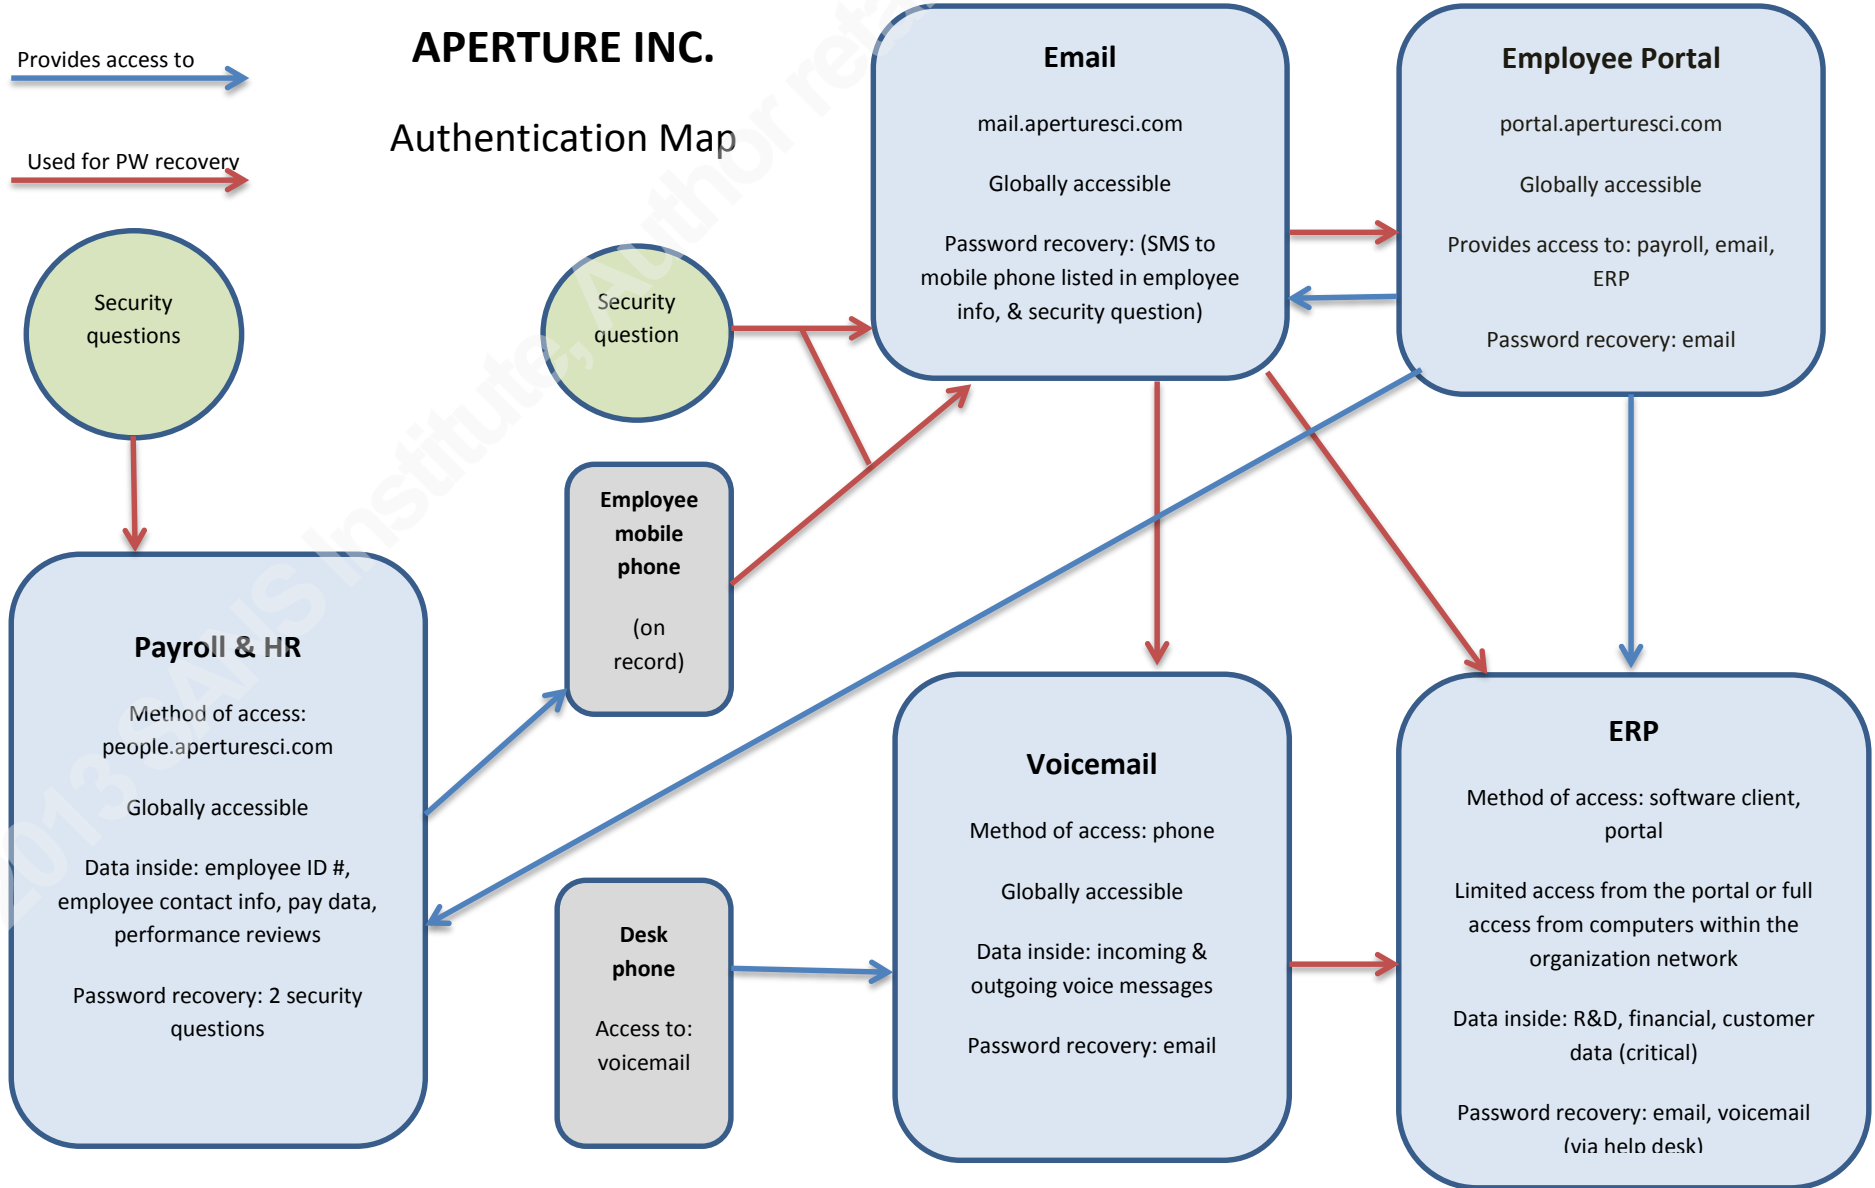 Provides access to
Used for PW recovery
APERTURE INC.
Authentication Map
Email
mail.aperturesci.com
Globally accessible
Password recovery: (SMS to
mobile phone listed in employee
info, & security question)
Employee Portal
portal.aperturesci.com
Globally accessible
Provides access to: payroll, email,
ERP
Password recovery: email
Security
questions
Security
question
Employee
mobile
phone
(on
record)
Payroll & HR
Method of access:
people.aperturesci.com
Globally accessible
Data inside: employee ID #,
employee contact info, pay data,
performance reviews
Password recovery: 2 security
questions
Desk
phone
Access to:
voicemail
Voicemail
Method of access: phone
Globally accessible
Data inside: incoming &
outgoing voice messages
Password recovery: email
ERP
Method of access: software client,
portal
Limited access from the portal or full
access from computers within the
organization network
Data inside: R&D, financial, customer
data (critical)
Password recovery: email, voicemail
(via help desk)
2013 SANS Institute, Author reta